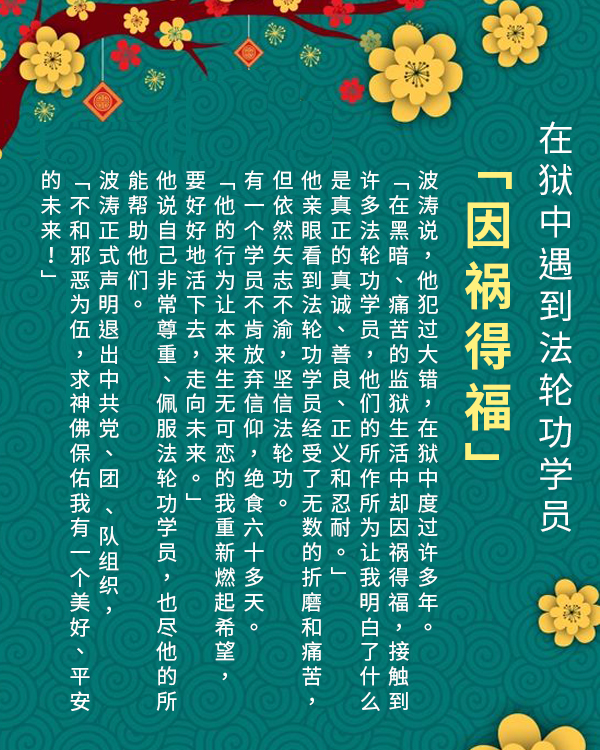 在狱中遇到法轮功学员
「因祸得福」
波涛说，他犯过大错，在狱中度过许多年。
「在黑暗、痛苦的监狱生活中却因祸得福，接触到
许多法轮功学员，他们的所作所为让我明白了什么
是真正的真诚、善良、正义和忍耐。」
他亲眼看到法轮功学员经受了无数的折磨和痛苦，
但依然矢志不渝，坚信法轮功。
有一个学员不肯放弃信仰，绝食六十多天。
「他的行为让本来生无可恋的我重新燃起希望，
要好好地活下去，走向未来。」
他说自己非常尊重、佩服法轮功学员，也尽他的所
能帮助他们。
波涛正式声明退出中共党、团、队组织，
「不和邪恶为伍，求神佛保佑我有一个美好、平安
的未来！」